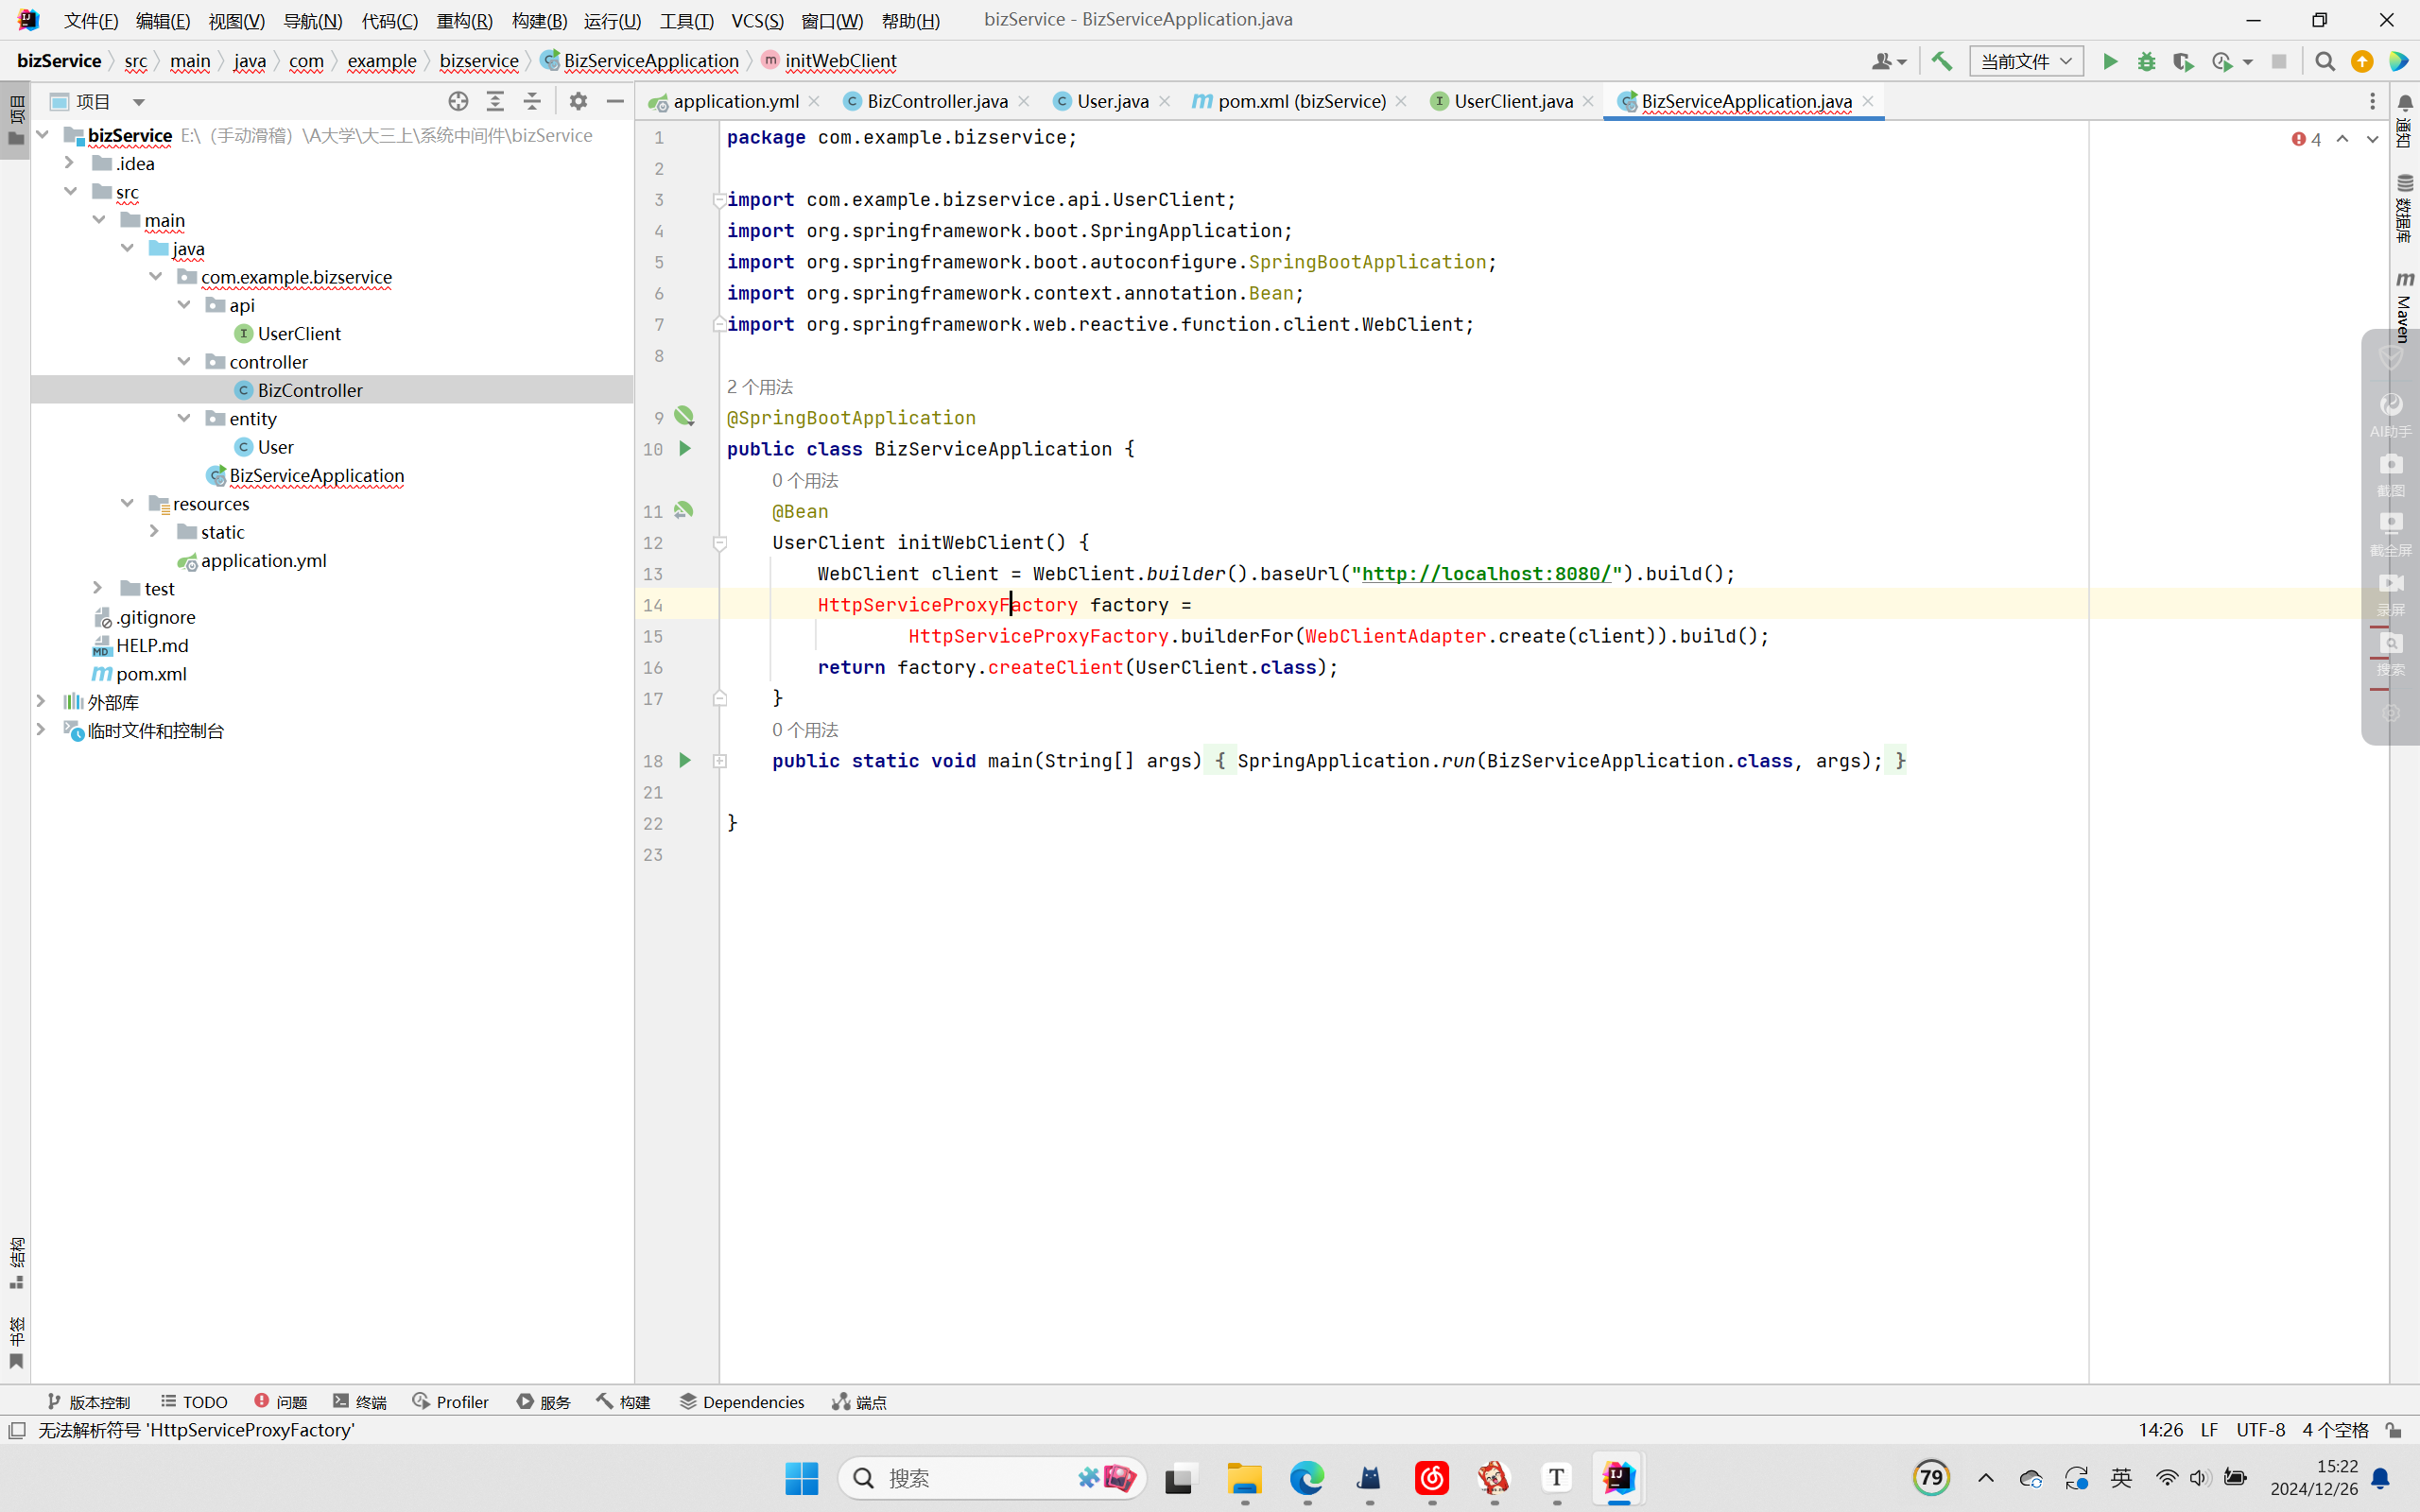 文件(F) 编辑(E) 视图(V) 导航(N) 代码(C) 重构(R) 构建(B) 运行(U) 工具(T) VCS(S) 窗口(W) 帮助(H) bizService - BizServiceApplication.java
bizService src main java com example bizservice BizServiceApplication m initWebClient 当前文件
项目
项目
application.yml BizController.java User.java pom.xml (bizService) UserClient.java BizServiceApplication.java
bizService E:\（手动滑稽）\A大学\大三上\系统中间件\bizService
.idea
src
main
java
com.example.bizservice
api
UserClient
controller
BizController
entity
User
BizServiceApplication
resources
static
application.yml
test
.gitignore
HELP.md
pom.xml
外部库
临时文件和控制台
结构
书签
1 package com.example.bizservice;
2
3 import com.example.bizservice.api.UserClient;
4 import org.springframework.boot.SpringApplication;
5 import org.springframework.boot.autoconfigure.SpringBootApplication;
6 import org.springframework.context.annotation.Bean;
7 import org.springframework.web.reactive.function.client.WebClient;
8
2 个用法
9 @SpringBootApplication
10 public class BizServiceApplication {
0 个用法
11 @Bean
12 UserClient initWebClient() {
13 WebClient client = WebClient.builder().baseUrl("http://localhost:8080/").build();
14 HttpServiceProxyFactory factory =
15 HttpServiceProxyFactory.builderFor(WebClientAdapter.create(client)).build();
16 return factory.createClient(UserClient.class);
17 }
0 个用法
18 public static void main(String[] args) { SpringApplication.run(BizServiceApplication.class, args); }
21
22 }
23
4
通知
数据库
Maven
AI助手
截图
截全屏
录屏
搜索
版本控制 TODO 问题 终端 Profiler 服务 构建 Dependencies 端点
无法解析符号 'HttpServiceProxyFactory' 14:26 LF UTF-8 4 个空格
搜索 79 英 15:22
2024/12/26